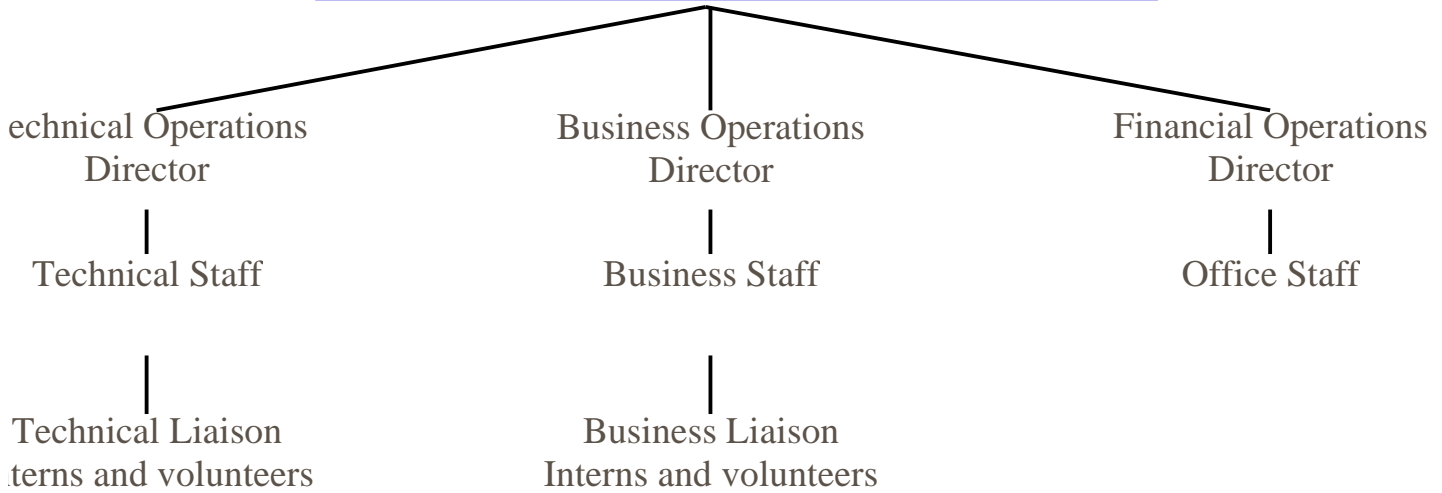 echnical Operations
Director
Business Operations
Director
Financial Operations
Director
Technical Staff
Business Staff
Office Staff
Technical Liaison
terns and volunteers
Business Liaison
Interns and volunteers